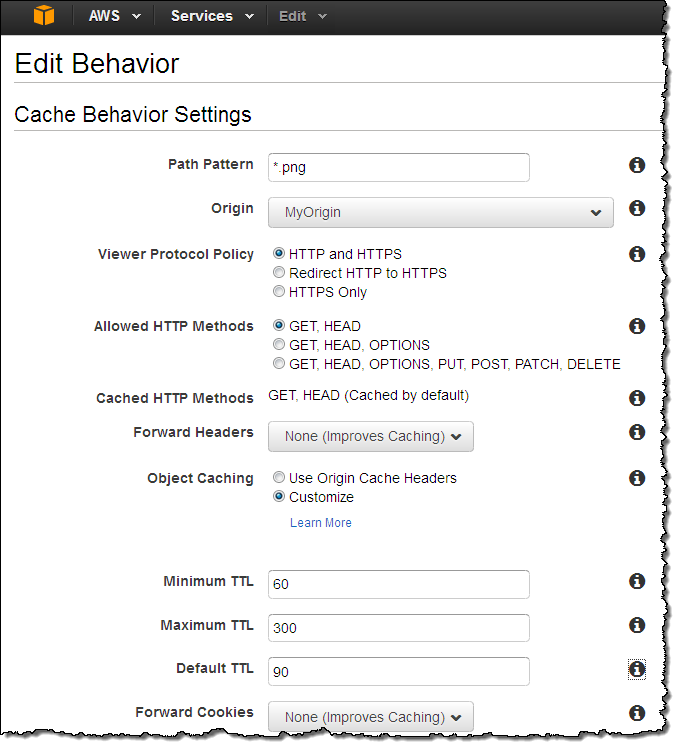 AWS Services Edit
Edit Behavior
Cache Behavior Settings
Path Pattern *.png
Origin MyOrigin
Viewer Protocol Policy HTTP and HTTPS
Redirect HTTP to HTTPS
HTTPS Only
Allowed HTTP Methods GET, HEAD
GET, HEAD, OPTIONS
GET, HEAD, OPTIONS, PUT, POST, PATCH, DELETE
Cached HTTP Methods GET, HEAD (Cached by default)
Forward Headers None (Improves Caching)
Object Caching Use Origin Cache Headers
Customize
Learn More
Minimum TTL 60
Maximum TTL 300
Default TTL 90
Forward Cookies None (Improves Caching)